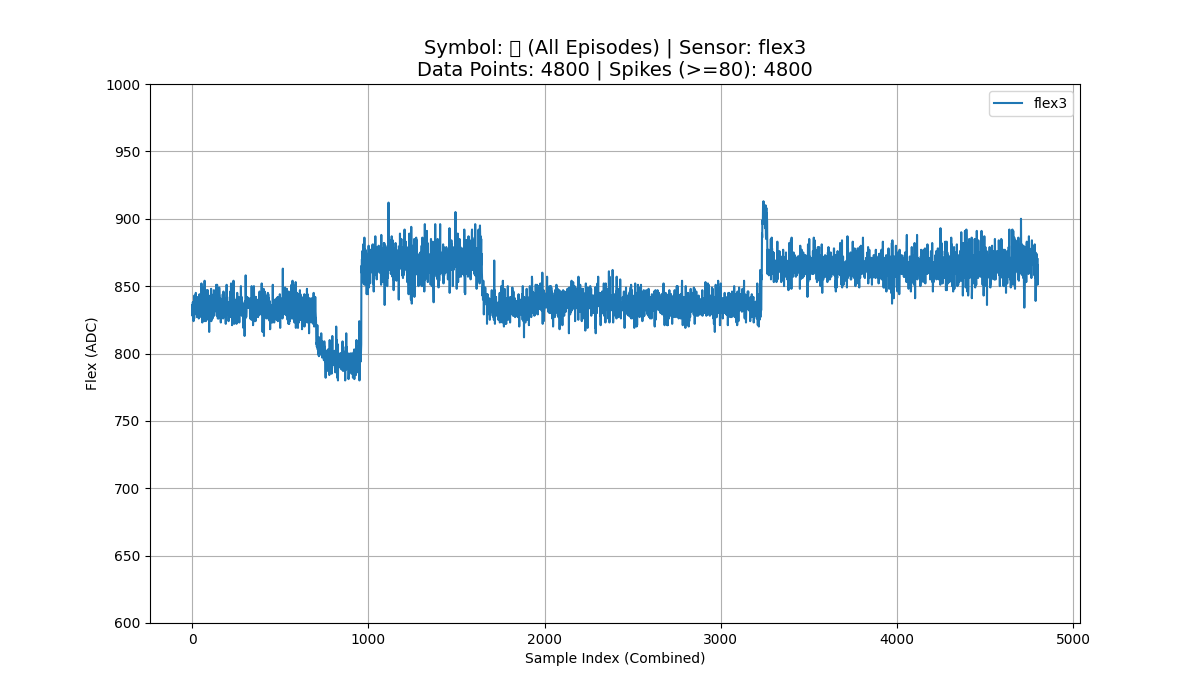 Symbol: (All Episodes) | Sensor: flex3
Data Points: 4800 | Spikes (>=80): 4800
flex3
Flex (ADC)
1000
950
900
850
800
750
700
650
600
0 1000 2000 3000 4000 5000
Sample Index (Combined)